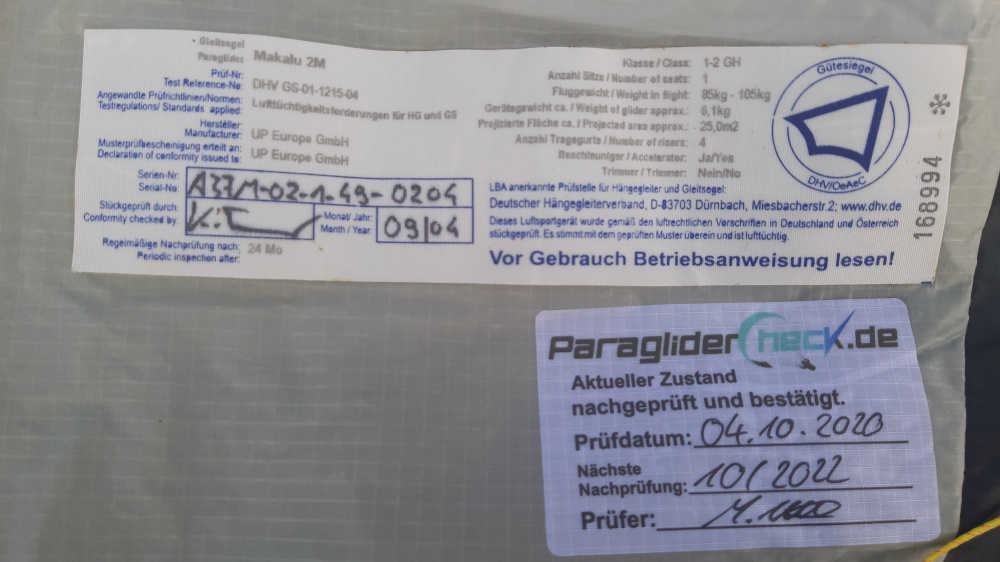 Gleitsegel
Paraglider Makalu 2M
Prüf-Nr:
Test Reference-No: DHV GS-01-1215-04
Angewandte Prüfrichtlinien/Normen:
Testregulations/ Standards applied: Lufttüchtigkeitsforderungen für HG und GS
Hersteller:
Manufacturer: UP Europe GmbH
Musterprüfbescheinigung erteilt an:
Declaration of conformity issued to: UP Europe GmbH
Serien-Nr:
Serial-No: A37M-02-1-49-0204
Stückgeprüft durch:
Conformity checked by:
Monat/ Jahr:
Month / Year: 09/04
Regelmäßige Nachprüfung nach: 24 Mo
Periodic inspection after:
Klasse / Class: 1-2 GH
Anzahl Sitze / Number of seats: 1
Fluggewicht / Weight in flight: 85kg - 105kg
Gerätegewicht ca. / Weight of glider approx.: 6,1kg
Projizierte Fläche ca. / Projected area approx.: 25,0m2
Anzahl Tragegurte / Number of risers: 4
Beschleuniger / Accelerator: Ja/Yes
Trimmer / Trimmer: Nein/No
LBA anerkannte Prüfstelle für Hängegleiter und Gleitsegel:
Deutscher Hängegleiterverband, D-83703 Dürnbach, Miesbacherstr.2; www.dhv.de
Dieses Luftsportgerät wurde gemäß den luftrechtlichen Vorschriften in Deutschland und Österreich
stückgeprüft. Es stimmt mit dem geprüften Muster überein und ist lufttüchtig.
Vor Gebrauch Betriebsanweisung lesen!
Gütesiegel
DHV/OeAeC
168994
ParagliderCheck.de
Aktueller Zustand
nachgeprüft und bestätigt.
Prüfdatum: 04.10.2020
Nächste
Nachprüfung: 10/2022
Prüfer: